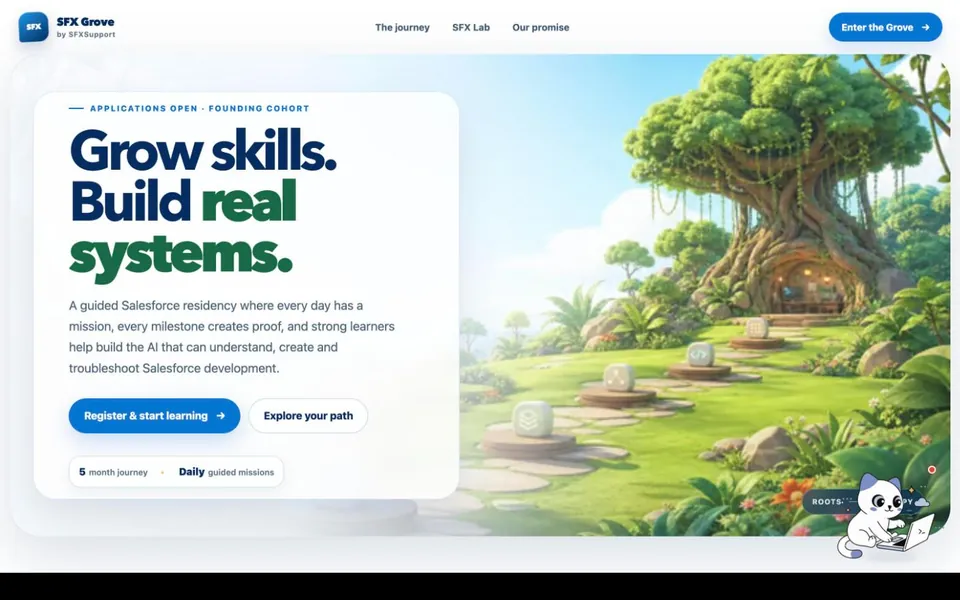 SFX
SFX Grove
by SFXSupport
The journey
SFX Lab
Our promise
Enter the Grove →
APPLICATIONS OPEN · FOUNDING COHORT
Grow skills.
Build real
systems.
A guided Salesforce residency where every day has a
mission, every milestone creates proof, and strong learners
help build the AI that can understand, create and
troubleshoot Salesforce development.
Register & start learning →
Explore your path
5 month journey · Daily guided missions
ROOTS